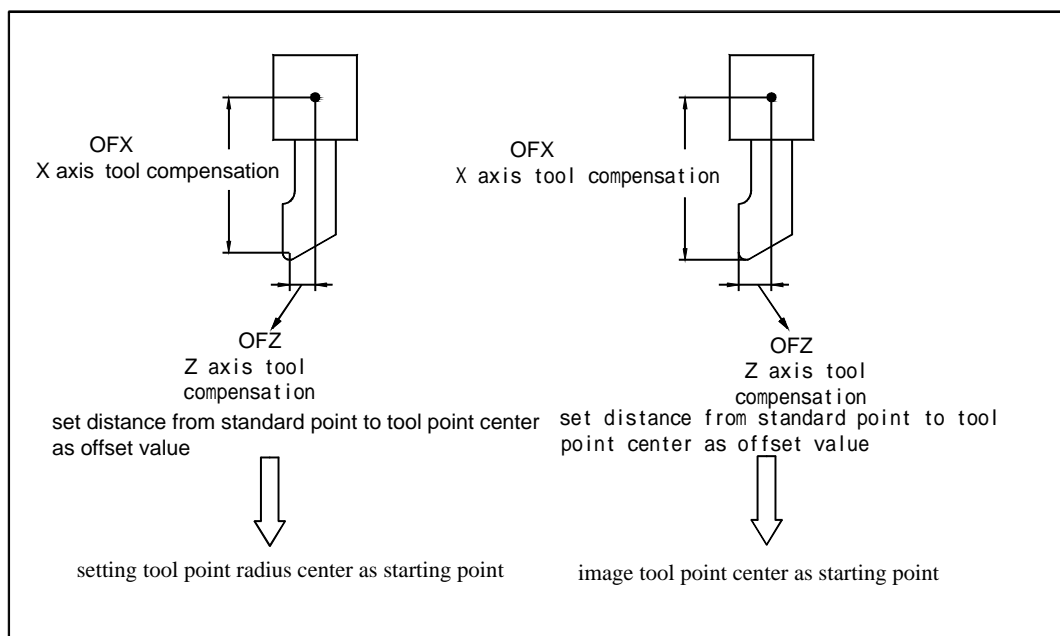 OFX
X axis tool compensation
OFZ
Z axis tool
compensation
set distance from standard point to tool point center
as offset value
setting tool point radius center as starting point
OFX
X axis tool compensation
OFZ
Z axis tool
compensation
set distance from standard point to tool
point center as offset value
image tool point center as starting point